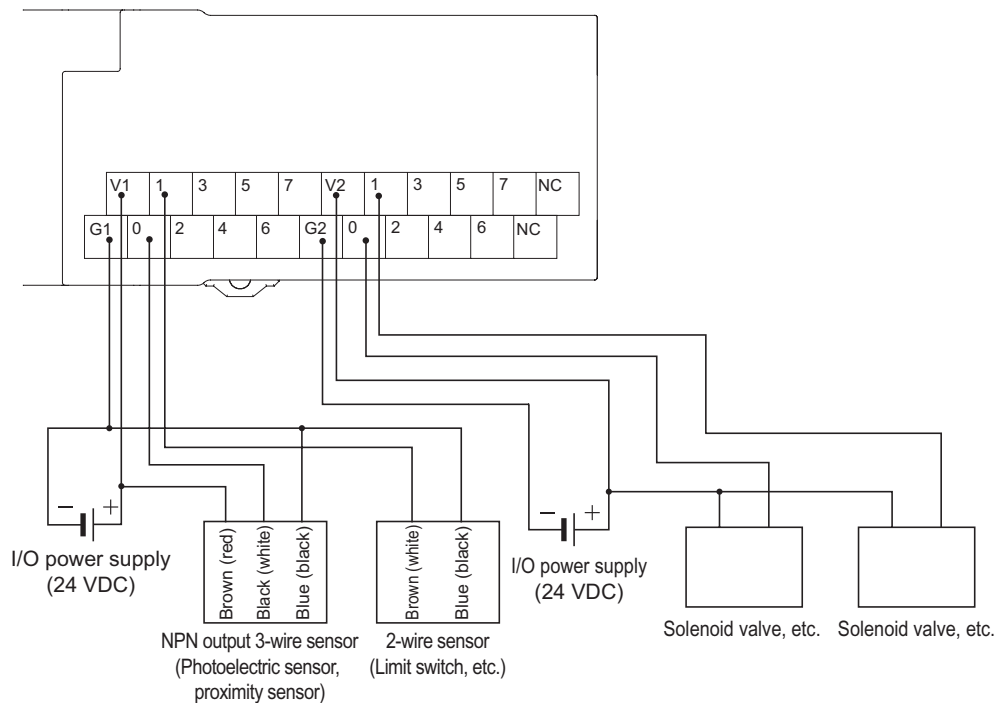 V1 1 3 5 7 V2 1 3 5 7 NC
G1 0 2 4 6 G2 0 2 4 6 NC
− +
I/O power supply
(24 VDC)
Brown (red)
Black (white)
Blue (black)
NPN output 3-wire sensor
(Photoelectric sensor,
proximity sensor)
Brown (white)
Blue (black)
2-wire sensor
(Limit switch, etc.)
− +
I/O power supply
(24 VDC)
Solenoid valve, etc.
Solenoid valve, etc.